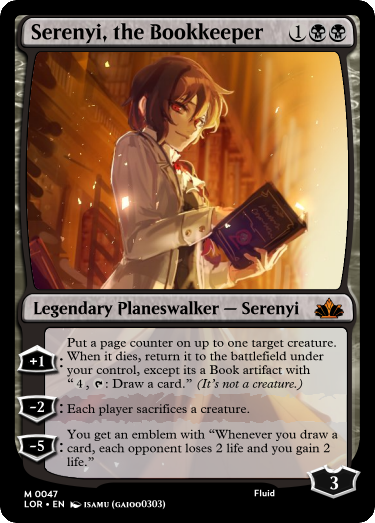 Serenyi, the Bookkeeper 1
Legendary Planeswalker — Serenyi
+1 : Put a page counter on up to one target creature.
When it dies, return it to the battlefield under
your control, except its a Book artifact with
“ 4 , : Draw a card.” (It’s not a creature.)
-2 : Each player sacrifices a creature.
-5 : You get an emblem with “Whenever you draw a
card, each opponent loses 2 life and you gain 2
life.”
3
M 0047
Fluid
LOR • EN ISAMU (GAI00303)